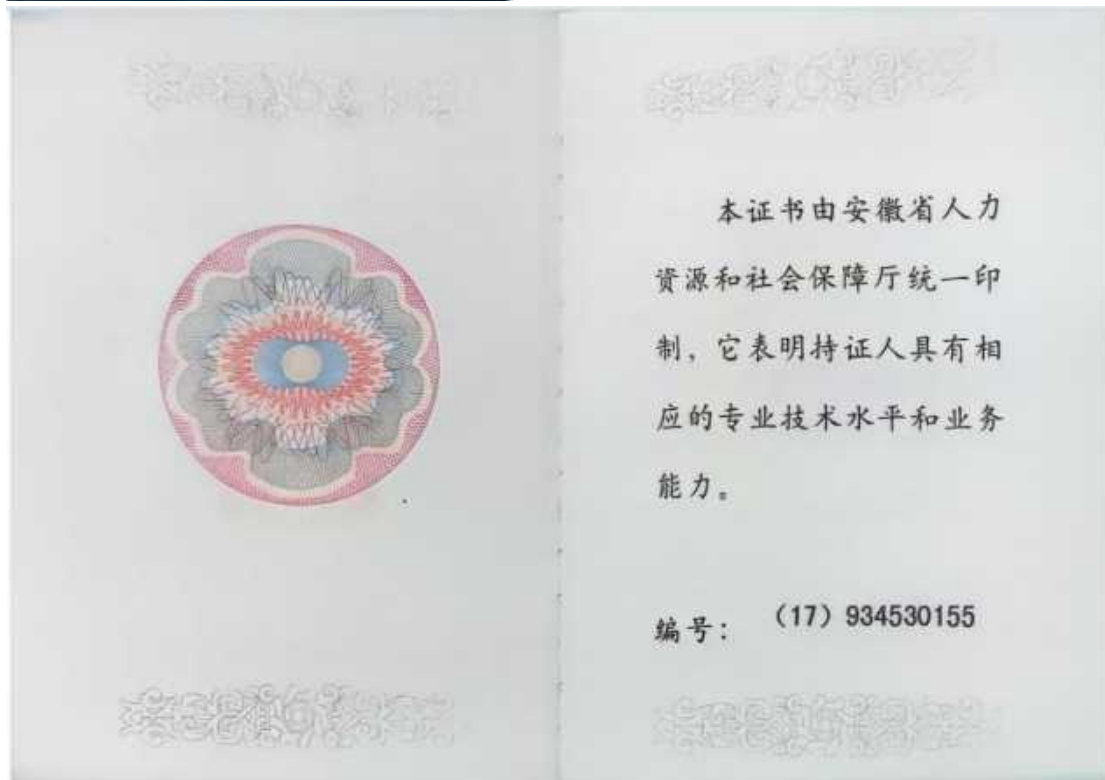 本证书由安徽省人力
资源和社会保障厅统一印
制，它表明持证人具有相
应的专业技术水平和业务
能力。
编号： （17）934530155